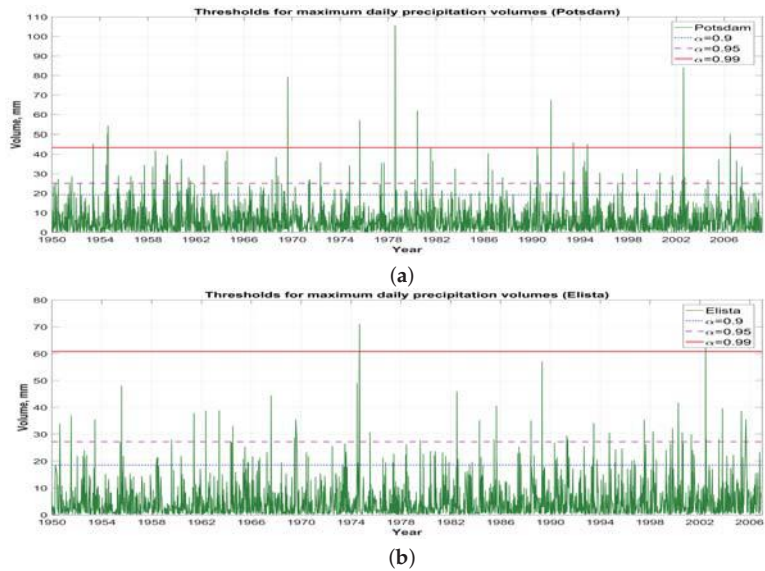 Thresholds for maximum daily precipitation volumes (Potsdam)
110
100
90
80
70
60
50
40
30
20
10
0
Volume, mm
Potsdam
α=0.9
α=0.95
α=0.99
1950 1954 1958 1962 1966 1970 1974 1978 1982 1986 1990 1994 1998 2002 2006
Year
(a)
Thresholds for maximum daily precipitation volumes (Elista)
80
70
60
50
40
30
20
10
0
Volume, mm
Elista
α=0.9
α=0.95
α=0.99
1950 1954 1958 1962 1966 1970 1974 1978 1982 1986 1990 1994 1998 2002 2006
Year
(b)